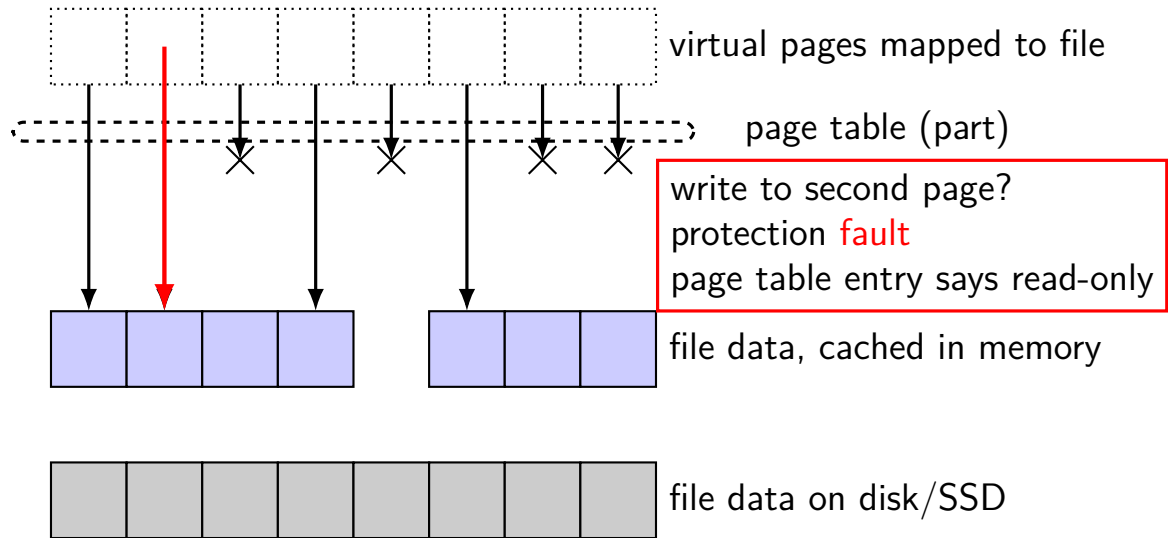 virtual pages mapped to file
page table (part)
write to second page?
protection fault
page table entry says read-only
file data, cached in memory
file data on disk/SSD